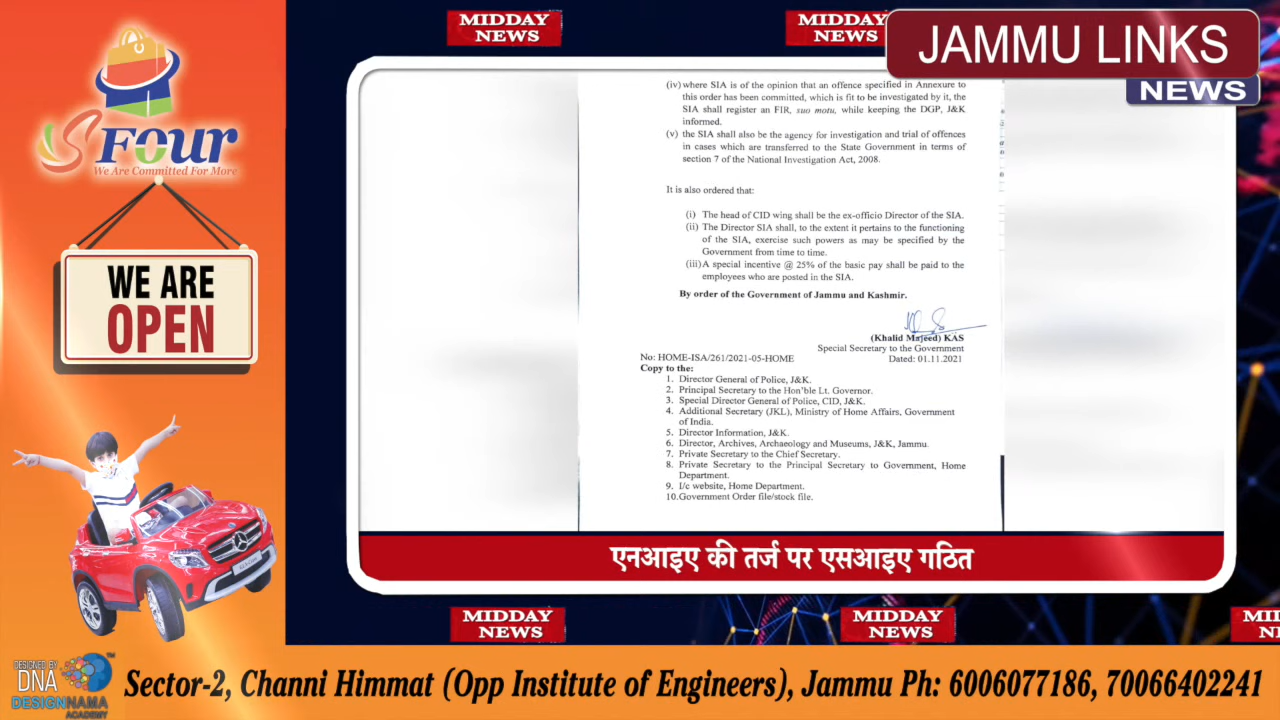 MIDDAY
NEWS
MIDDAY
NEWS
JAMMU LINKS
NEWS
SFour
We Are Committed For More
WE ARE
OPEN
(iv) where SIA is of the opinion that an offence specified in Annexure to
this order has been committed, which is fit to be investigated by it, the
SIA shall register an FIR, suo motu, while keeping the DGP, J&K
informed.
(v) the SIA shall also be the agency for investigation and trial of offences
in cases which are transferred to the State Government in terms of
section 7 of the National Investigation Act, 2008.
It is also ordered that:
(i) The head of CID wing shall be the ex-officio Director of the SIA.
(ii) The Director SIA shall, to the extent it pertains to the functioning
of the SIA, exercise such powers as may be specified by the
Government from time to time.
(iii) A special incentive @ 25% of the basic pay shall be paid to the
employees who are posted in the SIA.
By order of the Government of Jammu and Kashmir.
(Khalid Majeed) KAS
Special Secretary to the Government
No: HOME-ISA/261/2021-05-HOME Dated: 01.11.2021
Copy to the:
1. Director General of Police, J&K.
2. Principal Secretary to the Hon'ble Lt. Governor.
3. Special Director General of Police, CID, J&K.
4. Additional Secretary (JKL), Ministry of Home Affairs, Government
of India.
5. Director Information, J&K.
6. Director, Archives, Archaeology and Museums, J&K, Jammu.
7. Private Secretary to the Chief Secretary.
8. Private Secretary to the Principal Secretary to Government, Home
Department.
9. I/c website, Home Department.
10. Government Order file/stock file.
एनआइए की तर्ज पर एसआइए गठित
MIDDAY
NEWS
MIDDAY
NEWS
MI
N
DESIGNED BY
DNA
DESIGNNAMA
ACADEMY
TM
Sector-2, Channi Himmat (Opp Institute of Engineers), Jammu Ph: 6006077186, 70066402241